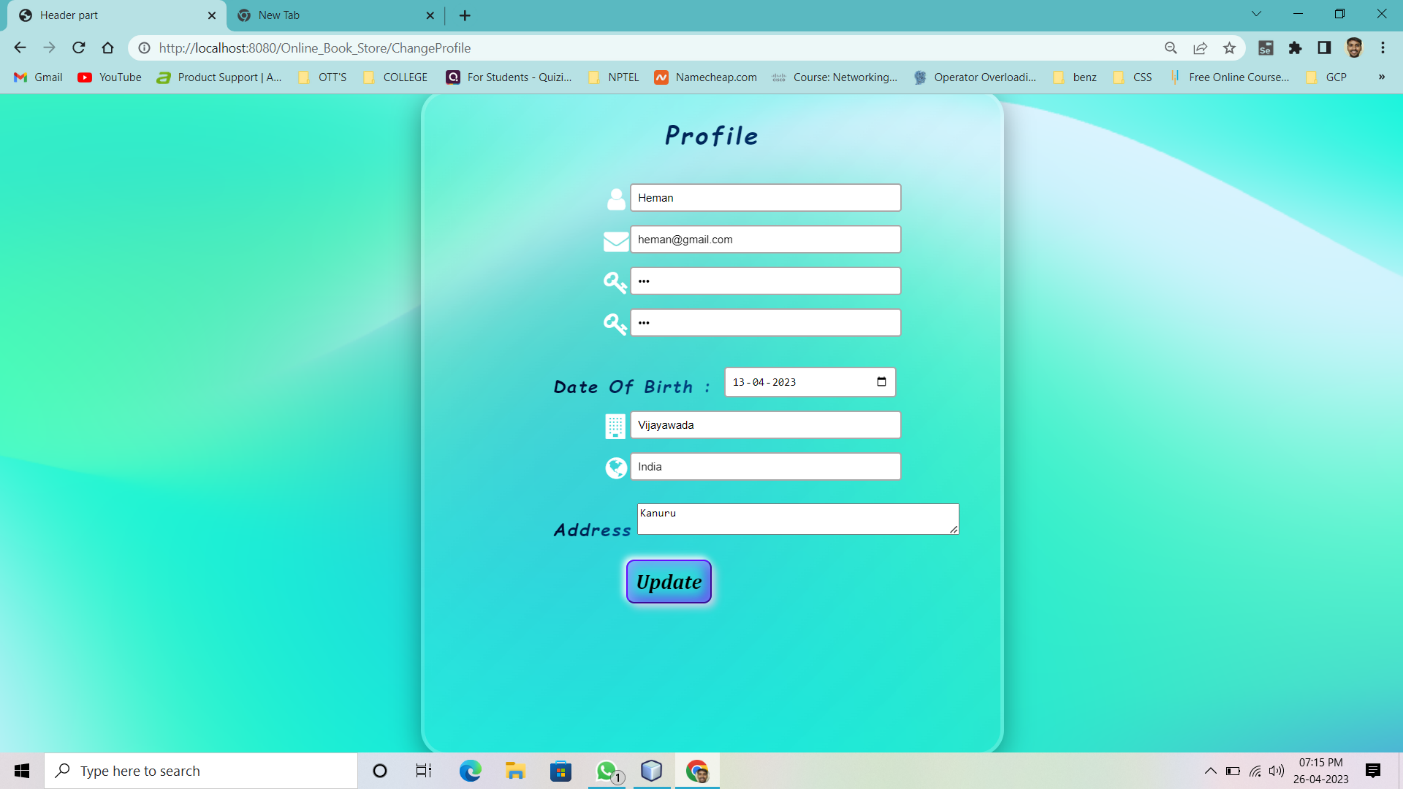 Header part
New Tab
http://localhost:8080/Online_Book_Store/ChangeProfile
Se
Gmail YouTube Product Support | A... OTT'S COLLEGE For Students - Quizi... NPTEL Namecheap.com Course: Networking... Operator Overloadi... benz CSS Free Online Course... GCP »
Profile
Heman
heman@gmail.com
•••
•••
Date Of Birth : 13-04-2023
Vijayawada
India
Address Kanuru
Update
Type here to search
1
07:15 PM
26-04-2023